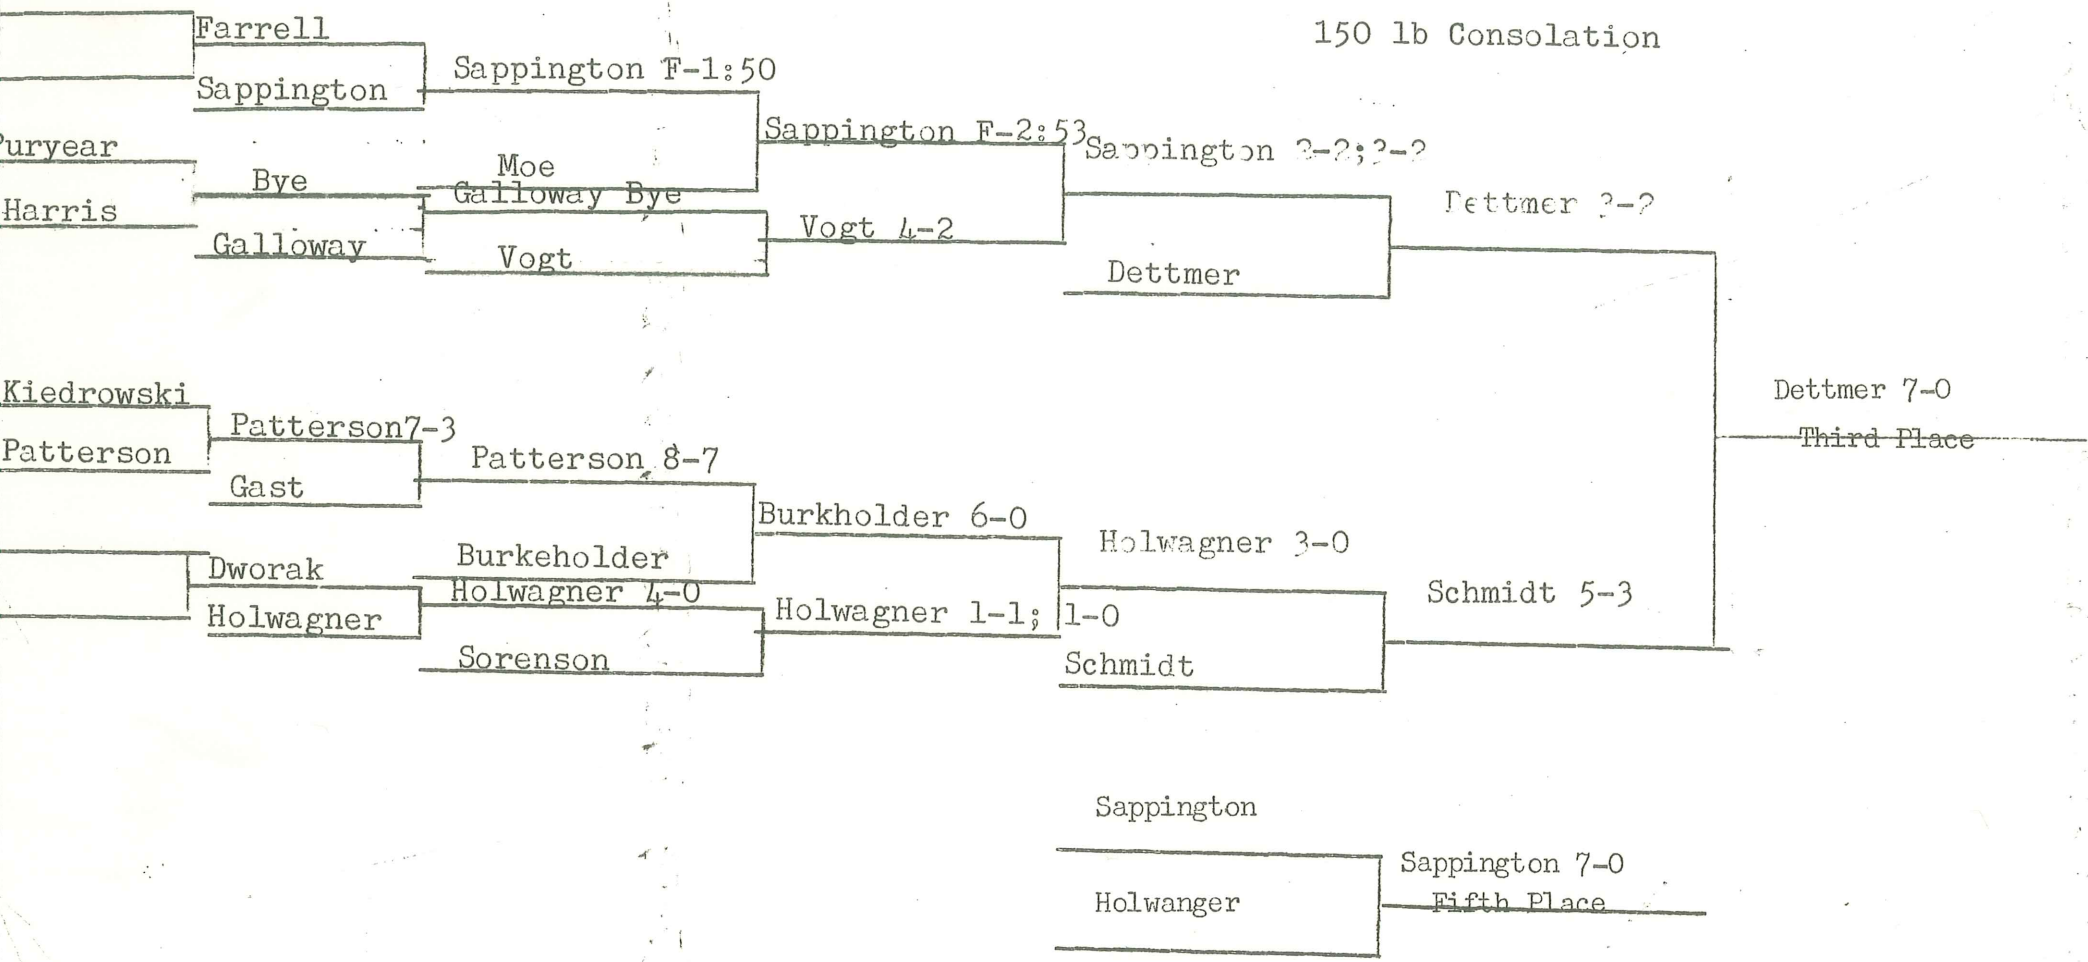 150 lb Consolation
Farrell
Sappington F-1:50
Sappington
Sappington F-2:53
Sappington
Harris
Bye
Moe
Galloway Bye
Galloway
Vogt 4-2
Vogt
Dettmer
Dettmer
Kiedrowski
Patterson7-3
Patterson
Patterson 8-7
Gast
Dettmer 7-0
Third Place
Burkholder 6-0
Burkeholder
Holwagner 3-0
Dworak
Holwagner 4-0
Holwagner
Holwagner 1-1; 1-0
Schmidt 5-3
Sorenson
Schmidt
Sappington
Sappington 7-0
Holwanger
Fifth Place